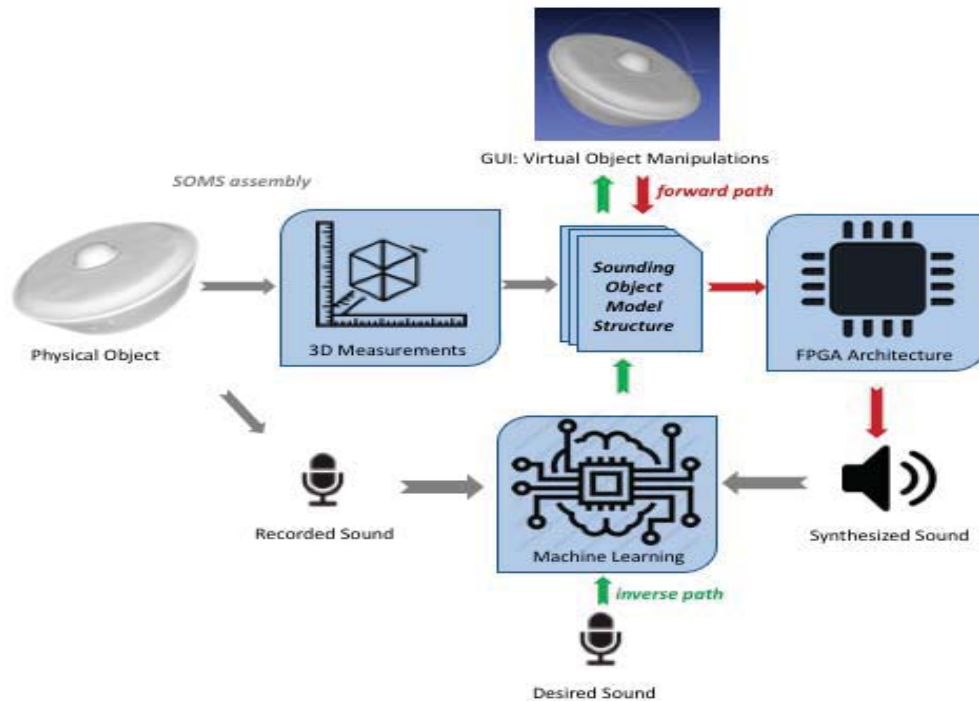 GUI: Virtual Object Manipulations
SOMS assembly
forward path
Sounding
Object
Model
Structure
Physical Object
3D Measurements
FPGA Architecture
Recorded Sound
Machine Learning
Synthesized Sound
inverse path
Desired Sound